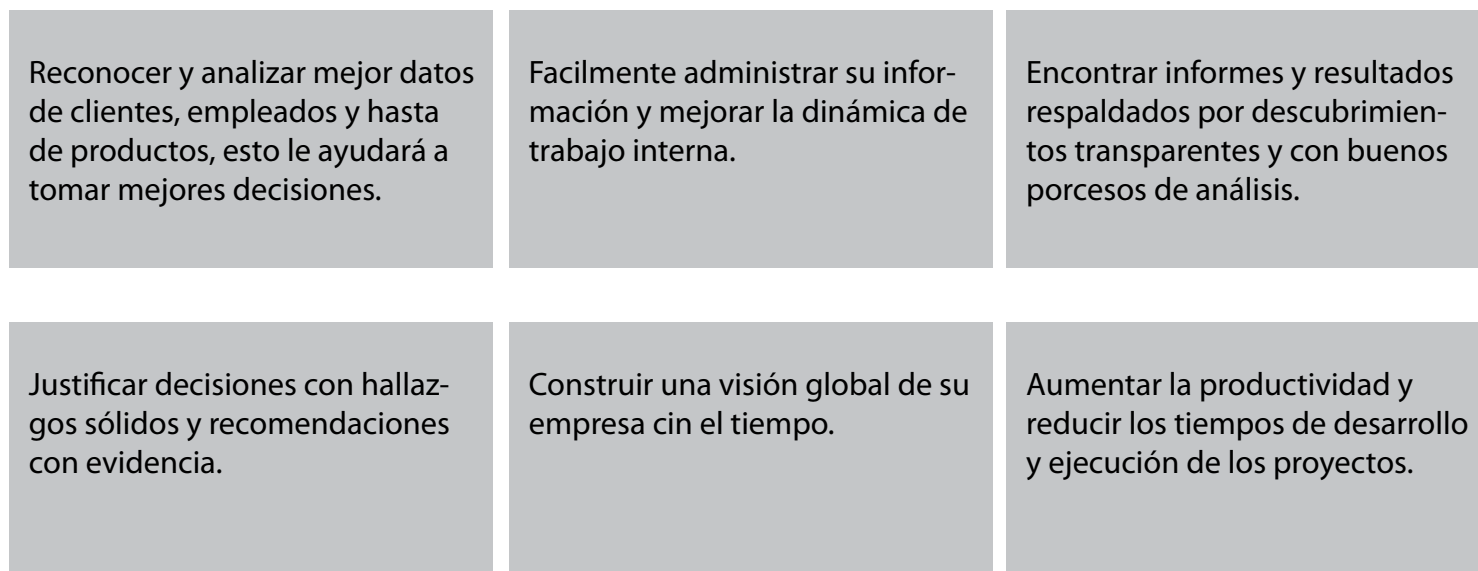 Reconocer y analizar mejor datos
de clientes, empleados y hasta
de productos, esto le ayudará a
tomar mejores decisiones.
Facilmente administrar su infor-
mación y mejorar la dinámica de
trabajo interna.
Encontrar informes y resultados
respaldados por descubrimien-
tos transparentes y con buenos
porcesos de análisis.
Justificar decisiones con hallaz-
gos sólidos y recomendaciones
con evidencia.
Construir una visión global de su
empresa cin el tiempo.
Aumentar la productividad y
reducir los tiempos de desarrollo
y ejecución de los proyectos.